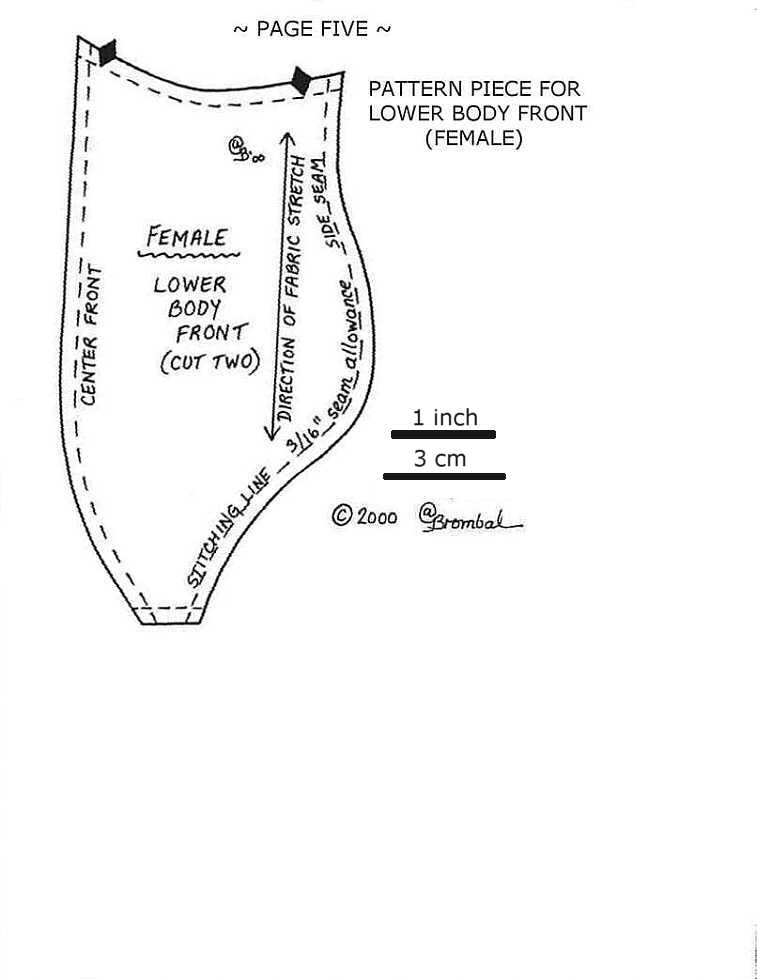 ~ PAGE FIVE ~
PATTERN PIECE FOR
LOWER BODY FRONT
(FEMALE)
@B.'00
FEMALE
LOWER
BODY
FRONT
(CUT TWO)
CENTER FRONT
DIRECTION OF FABRIC STRETCH
SIDE SEAM
3/16" seam allowance
STITCHING LINE
1 inch
3 cm
© 2000 @Brombal